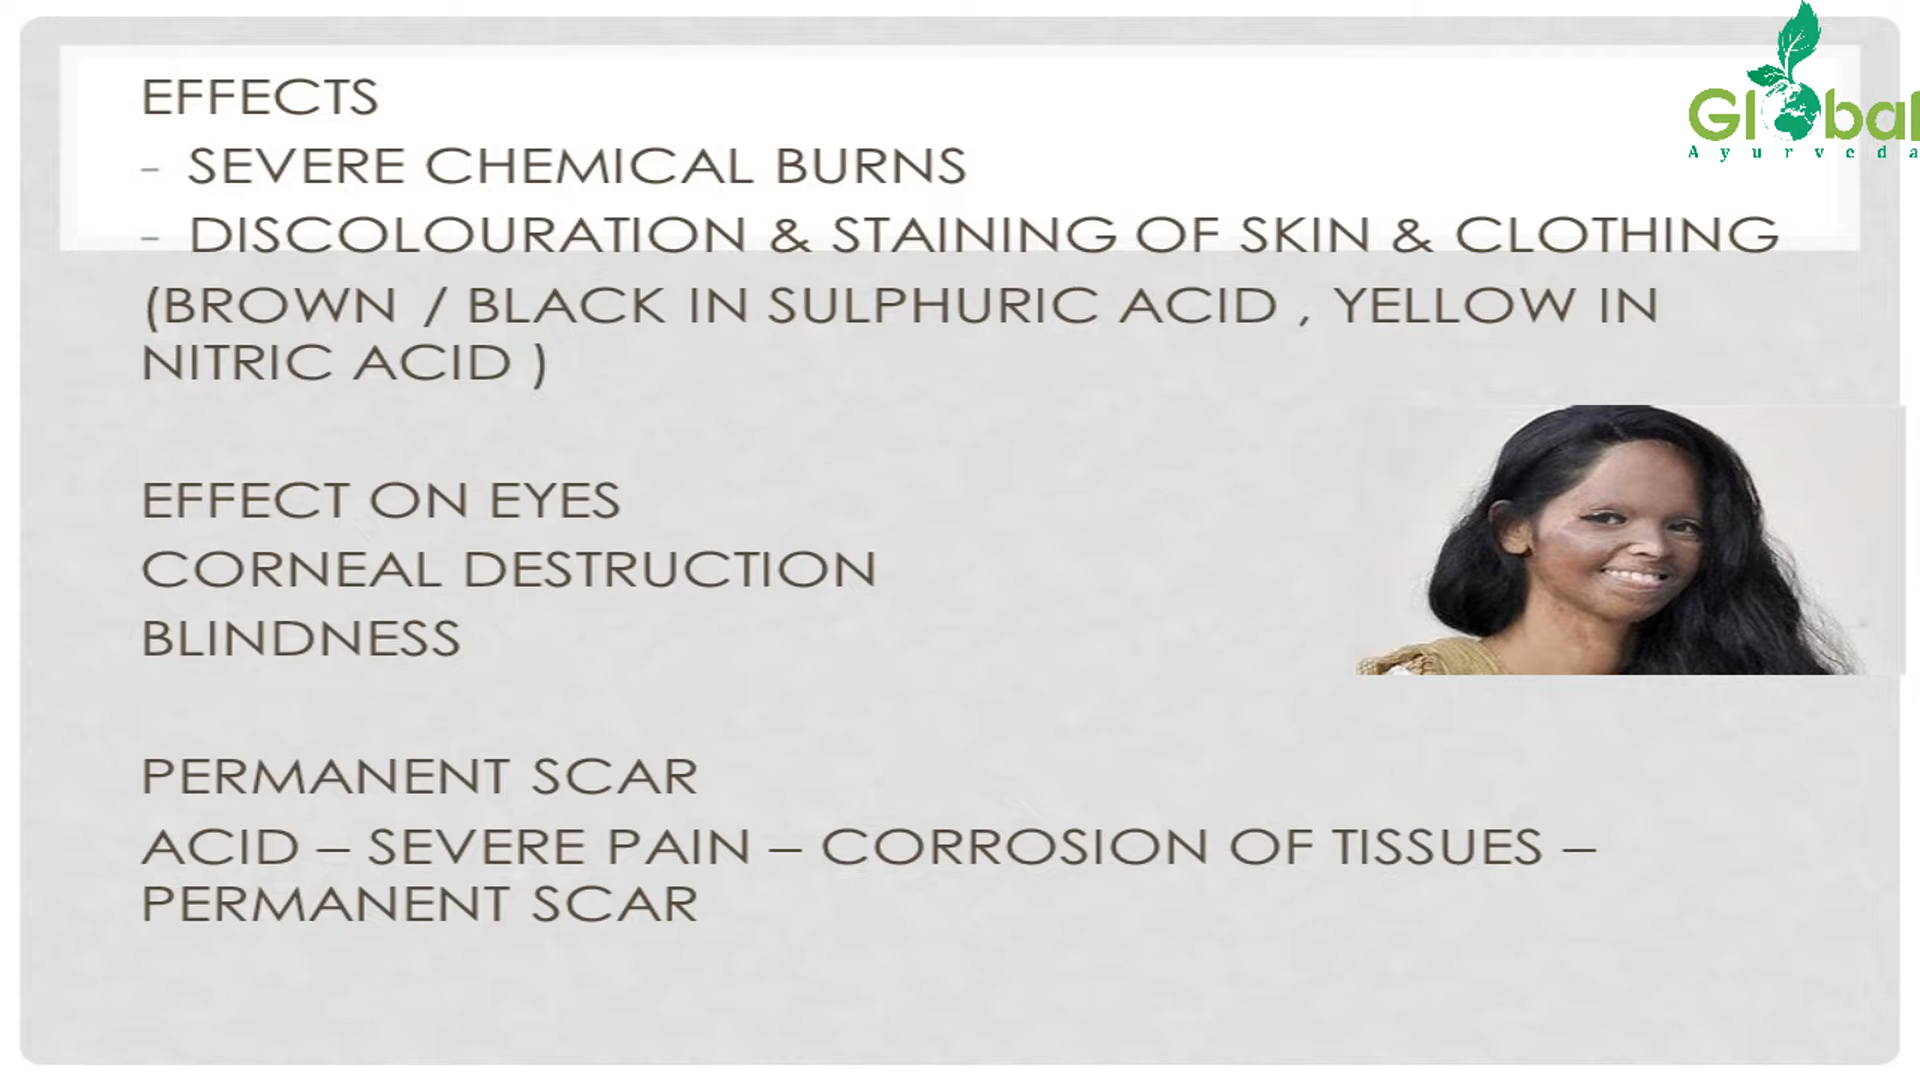 EFFECTS
- SEVERE CHEMICAL BURNS
- DISCOLOURATION & STAINING OF SKIN & CLOTHING
(BROWN / BLACK IN SULPHURIC ACID , YELLOW IN
NITRIC ACID )
EFFECT ON EYES
CORNEAL DESTRUCTION
BLINDNESS
PERMANENT SCAR
ACID – SEVERE PAIN – CORROSION OF TISSUES –
PERMANENT SCAR
Global
Ayurveda